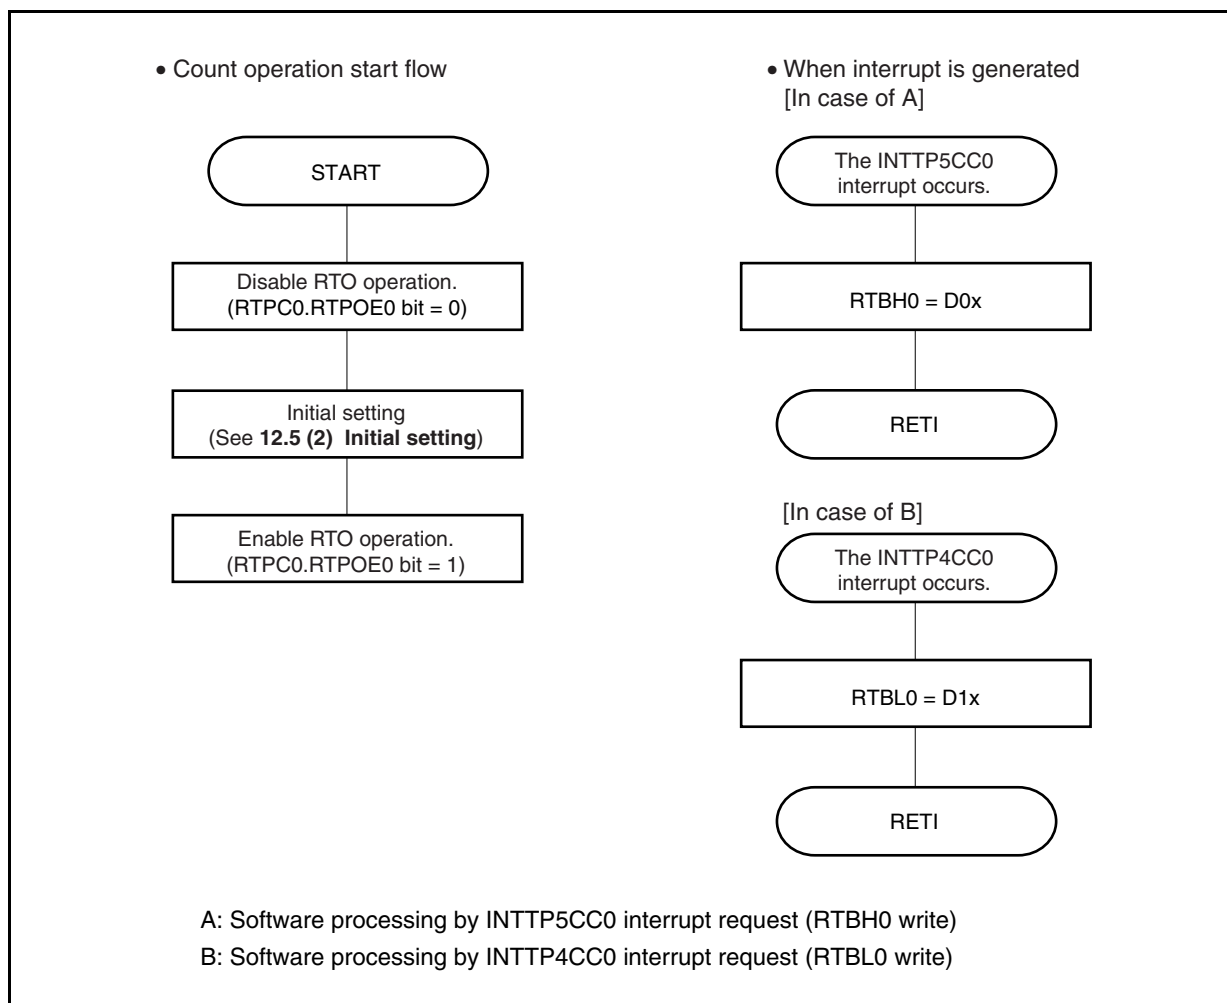 • Count operation start flow
START
Disable RTO operation.
(RTPC0.RTPOE0 bit = 0)
Initial setting
(See 12.5 (2) Initial setting)
Enable RTO operation.
(RTPC0.RTPOE0 bit = 1)
• When interrupt is generated
[In case of A]
The INTTP5CC0
interrupt occurs.
RTBH0 = D0x
RETI
[In case of B]
The INTTP4CC0
interrupt occurs.
RTBL0 = D1x
RETI
A: Software processing by INTTP5CC0 interrupt request (RTBH0 write)
B: Software processing by INTTP4CC0 interrupt request (RTBL0 write)